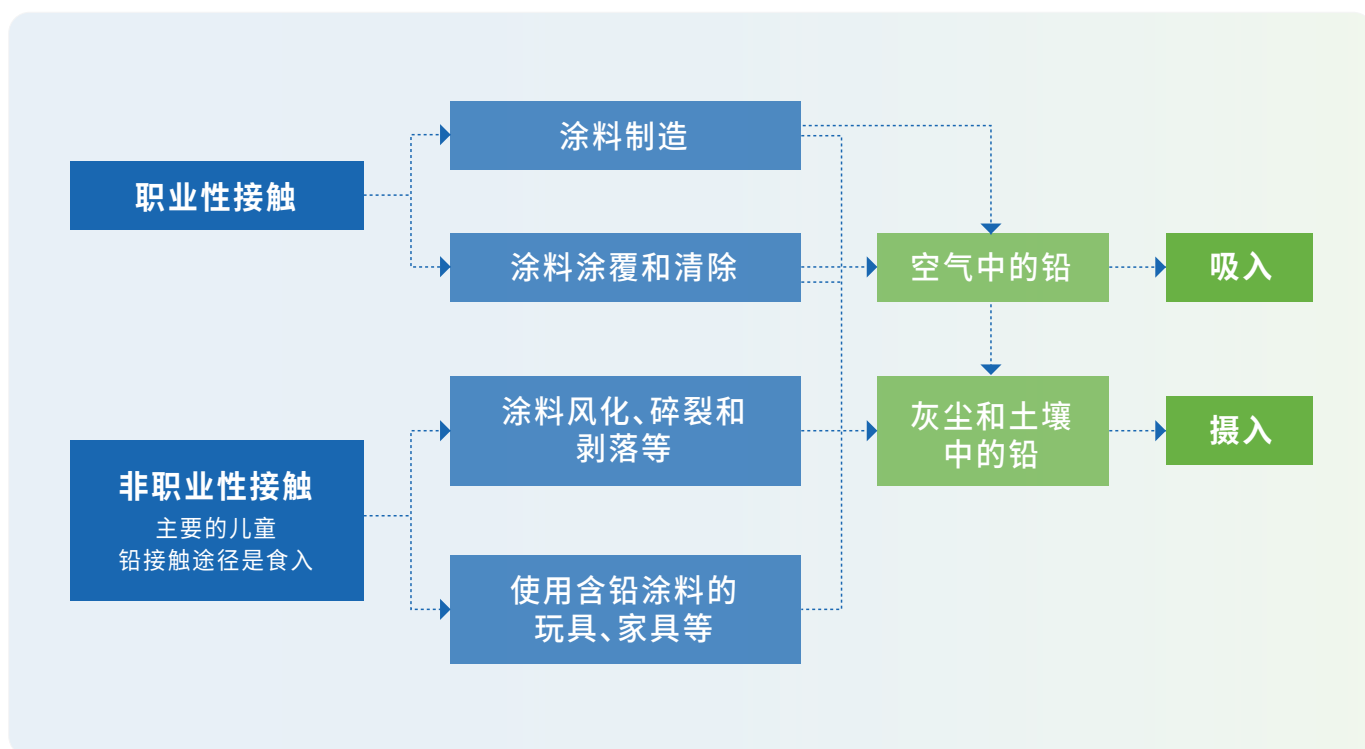 涂料制造
职业性接触
涂料涂覆和清除
空气中的铅
吸入
涂料风化、碎裂和
剥落等
灰尘和土壤
中的铅
摄入
非职业性接触
主要的儿童
铅接触途径是食入
使用含铅涂料的
玩具、家具等